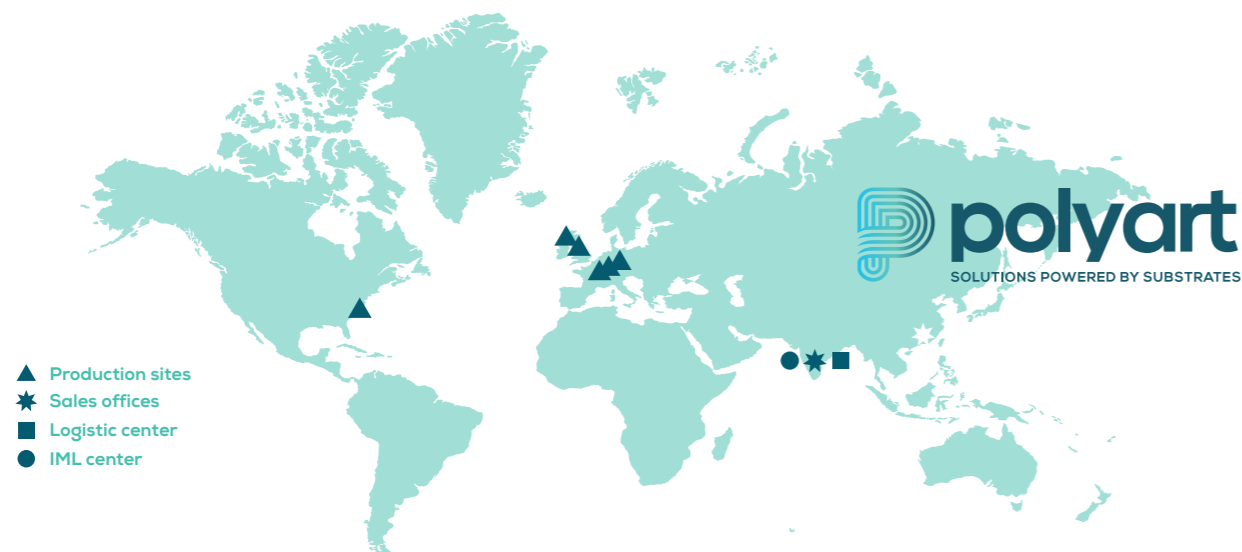 polyart
SOLUTIONS POWERED BY SUBSTRATES
Production sites
Sales offices
Logistic center
IML center